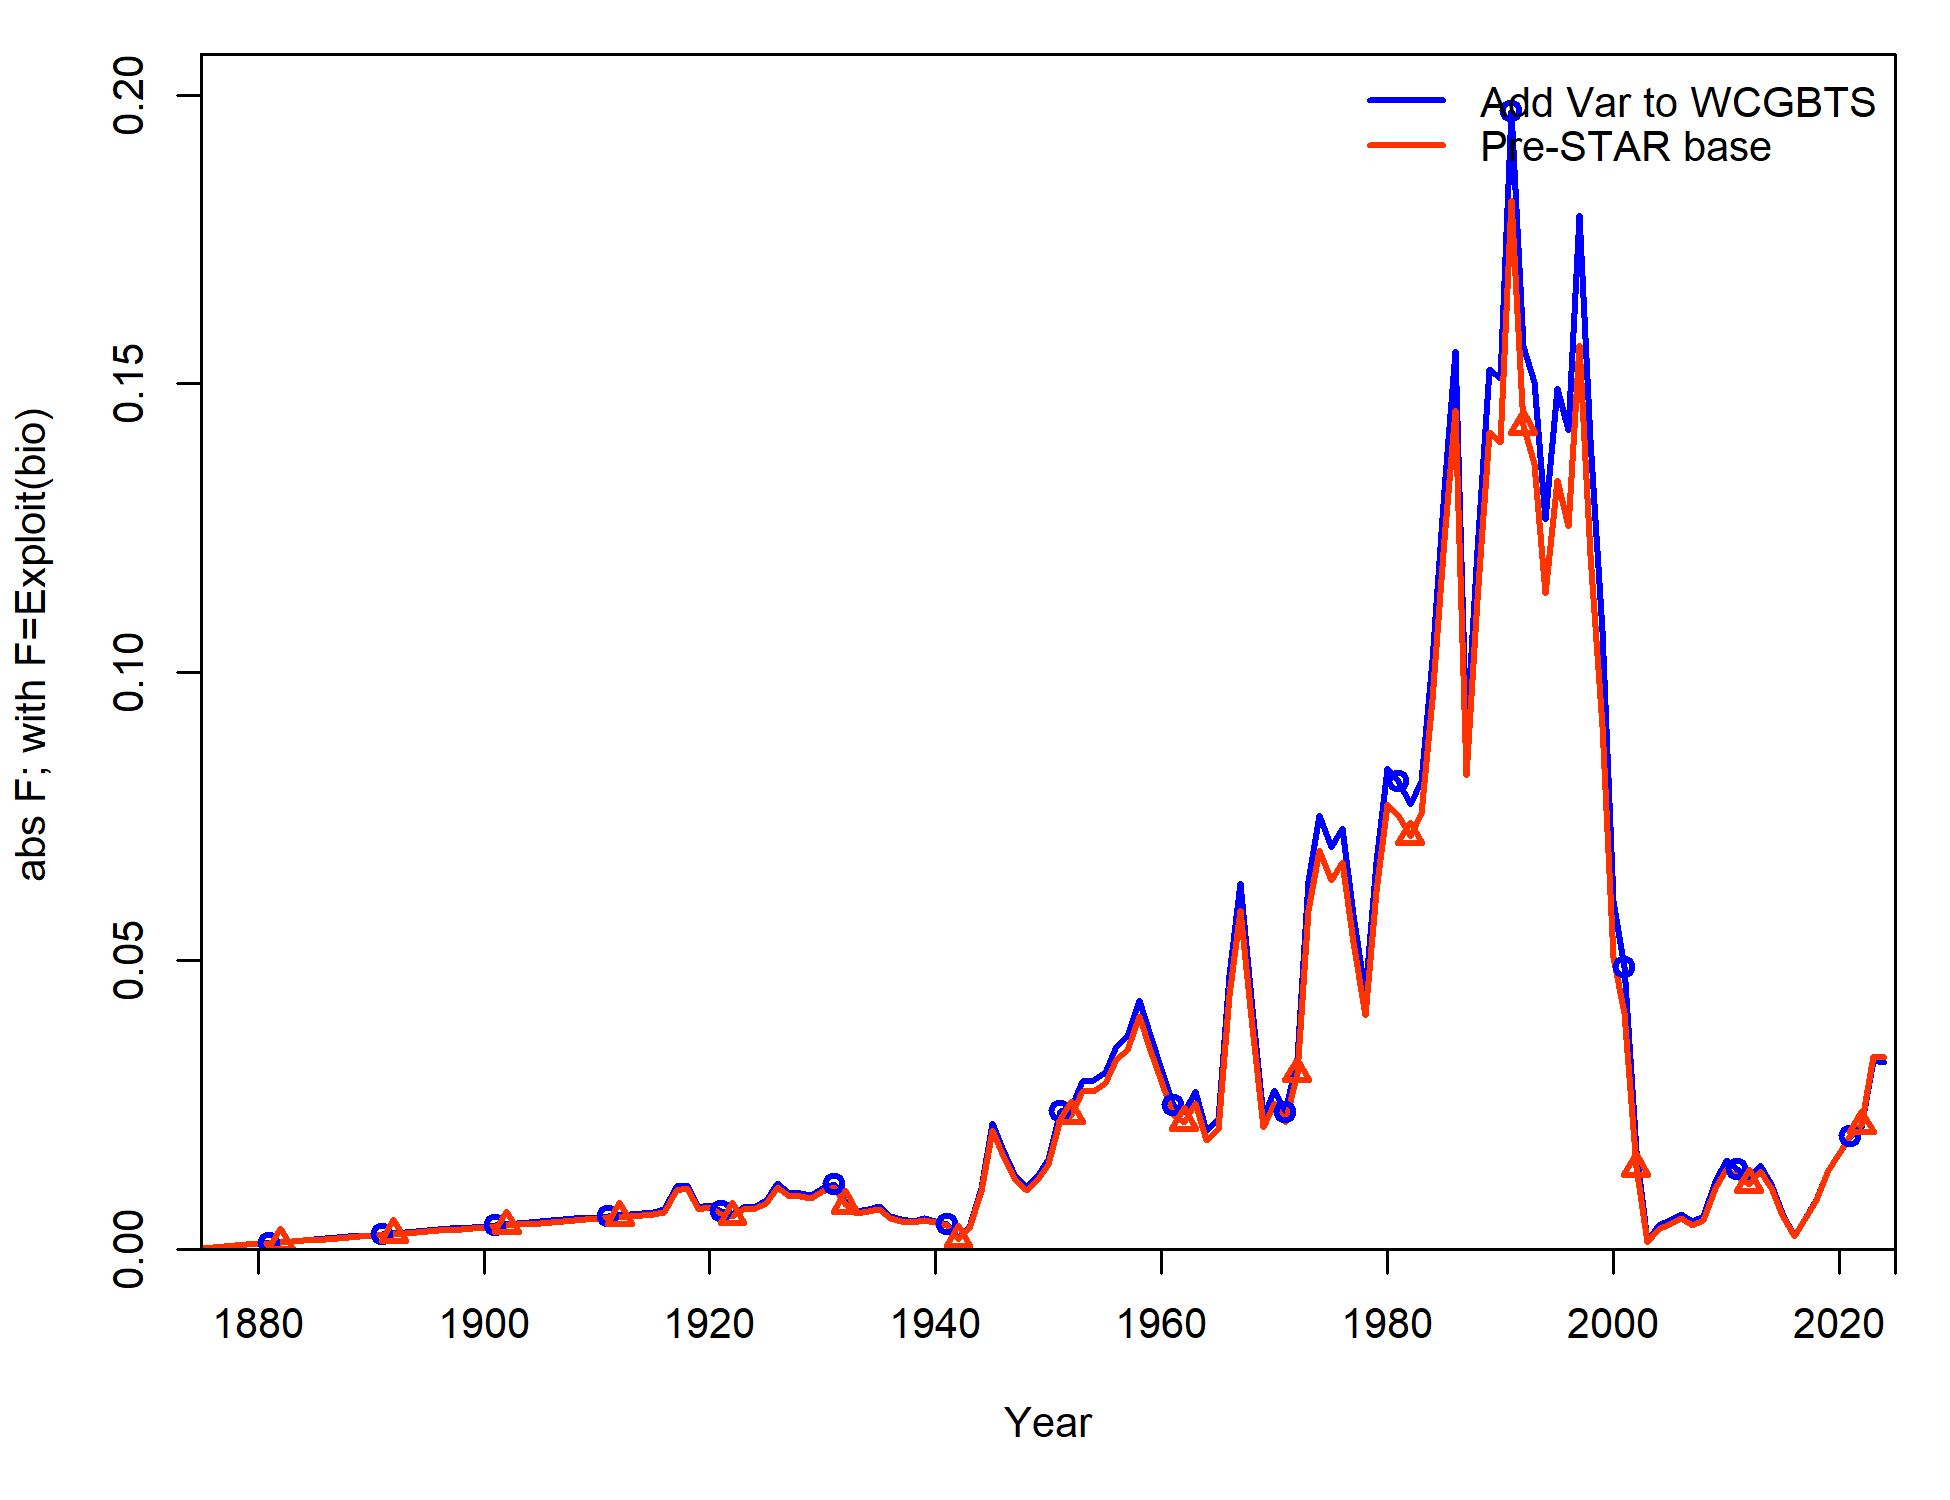 Add Var to WCGBTS
Pre-STAR base
abs F; with F=Exploit(bio)
0.20
0.15
0.10
0.05
0.00
1880 1900 1920 1940 1960 1980 2000 2020
Year